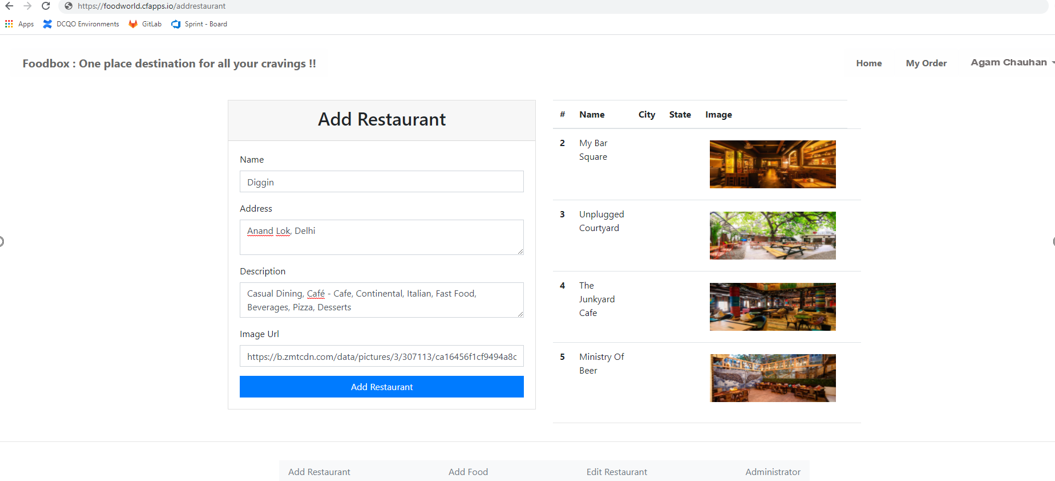 https://foodworld.cfapps.io/addrestaurant
Apps DCQO Environments GitLab Sprint - Board
Foodbox : One place destination for all your cravings !! Home My Order Agam Chauhan
Add Restaurant
Name
Diggin
Address
Anand Lok, Delhi
Description
Casual Dining, Café - Cafe, Continental, Italian, Fast Food,
Beverages, Pizza, Desserts
Image Url
https://b.zmtcdn.com/data/pictures/3/307113/ca16456f1cf9494a8c
Add Restaurant
# Name City State Image
2 My Bar
Square
3 Unplugged
Courtyard
4 The
Junkyard
Cafe
5 Ministry Of
Beer
Add Restaurant Add Food Edit Restaurant Administrator